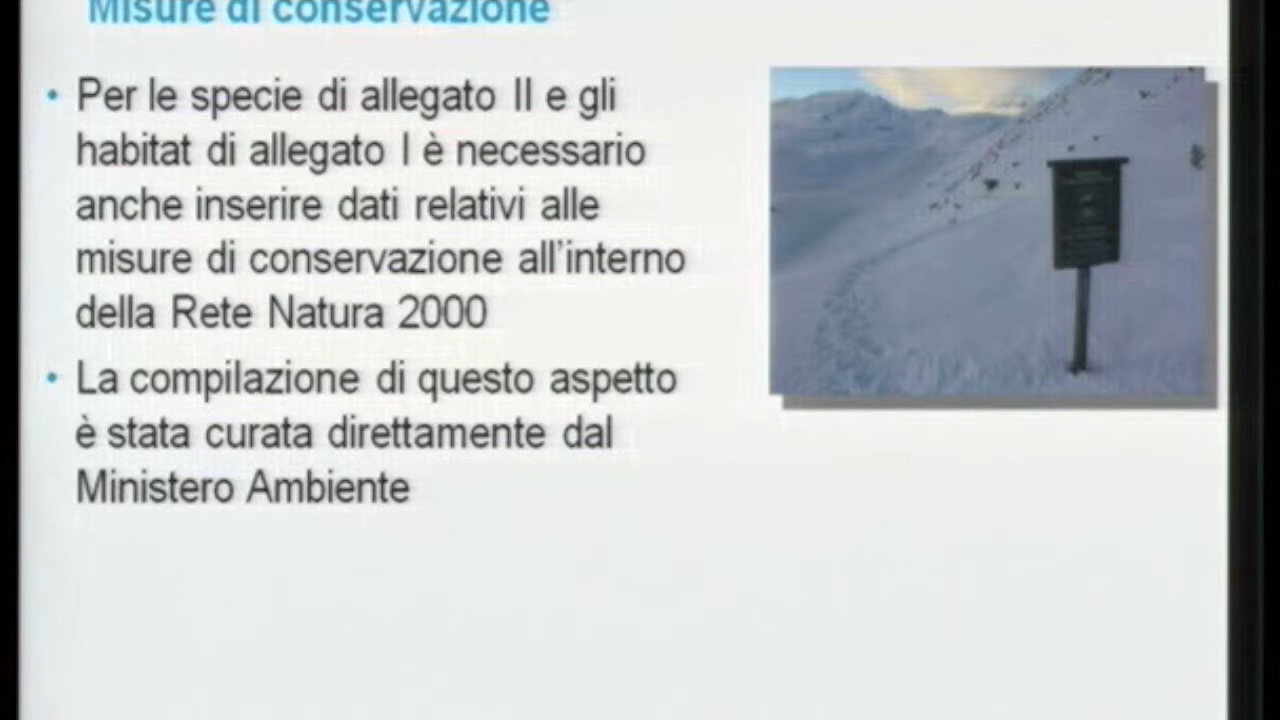 Misure di conservazione
• Per le specie di allegato II e gli
habitat di allegato I è necessario
anche inserire dati relativi alle
misure di conservazione all'interno
della Rete Natura 2000
• La compilazione di questo aspetto
è stata curata direttamente dal
Ministero Ambiente